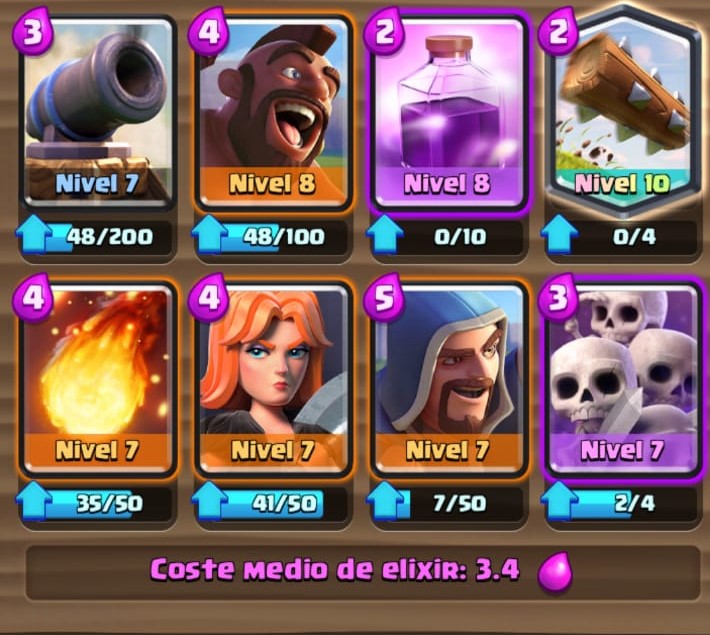 3 4 2 2
Nivel 7 Nivel 8 Nivel 8 Nivel 10
48/200 48/100 0/10 0/4
4 4 5 3
Nivel 7 Nivel 7 Nivel 7 Nivel 7
35/50 41/50 7/50 2/4
Coste medio de elixir: 3.4